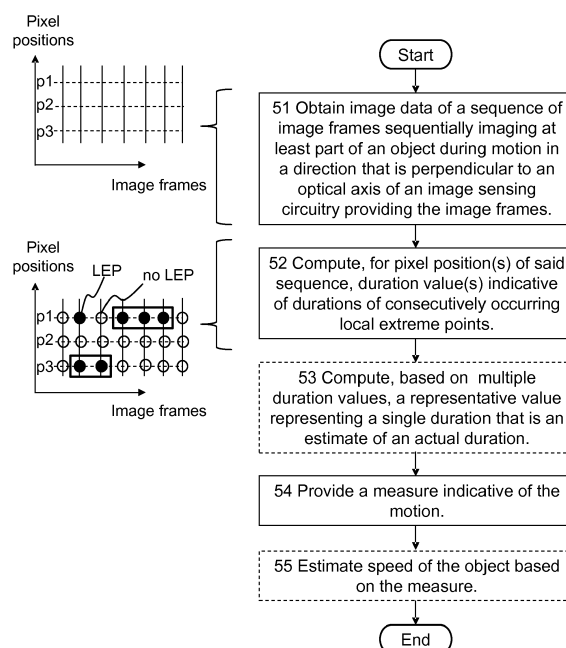 Pixel
positions
p1
p2
p3
Image frames
Pixel
positions
LEP
no LEP
p1
p2
p3
Image frames
Start
51 Obtain image data of a sequence of
image frames sequentially imaging at
least part of an object during motion in
a direction that is perpendicular to an
optical axis of an image sensing
circuitry providing the image frames.
52 Compute, for pixel position(s) of said
sequence, duration value(s) indicative
of durations of consecutively occurring
local extreme points.
53 Compute, based on multiple
duration values, a representative value
representing a single duration that is an
estimate of an actual duration.
54 Provide a measure indicative of the
motion.
55 Estimate speed of the object based
on the measure.
End